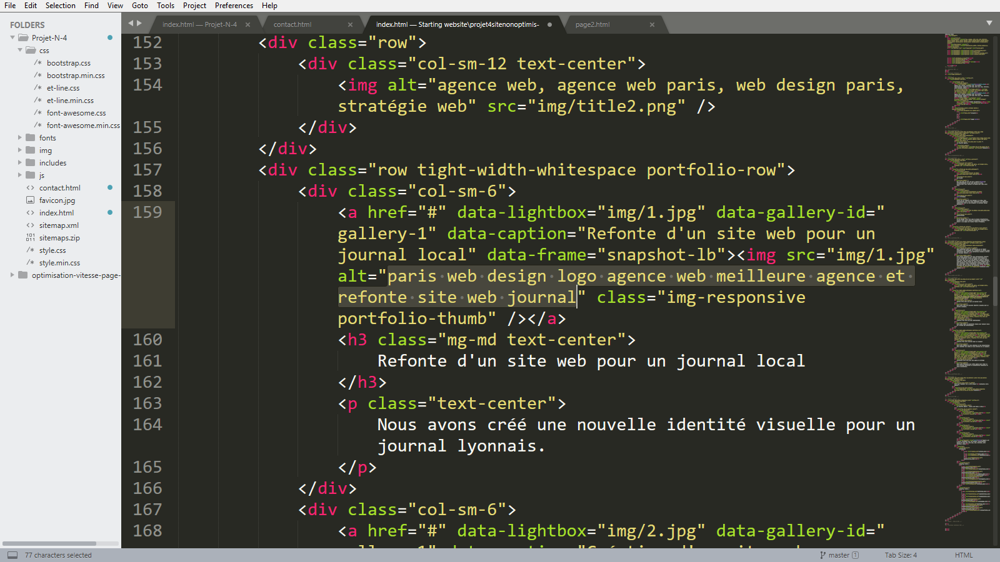 File Edit Selection Find View Goto Tools Project Preferences Help
FOLDERS
Projet-N-4
css
/* bootstrap.css
/* bootstrap.min.css
/* et-line.css
/* et-line.min.css
/* font-awesome.css
/* font-awesome.min.css
fonts
img
includes
js
<> contact.html
favicon.jpg
<> index.html
<> sitemap.xml
sitemaps.zip
/* style.css
/* style.min.css
optimisation-vitesse-page-
index.html — Projet-N-4 ×
contact.html ×
index.html — Starting website\projet4sitenonoptimis-
page2.html ×
152 <div class="row">
153 <div class="col-sm-12 text-center">
154 <img alt="agence web, agence web paris, web design paris,
stratégie web" src="img/title2.png" />
155 </div>
156 </div>
157 <div class="row tight-width-whitespace portfolio-row">
158 <div class="col-sm-6">
159 <a href="#" data-lightbox="img/1.jpg" data-gallery-id="
gallery-1" data-caption="Refonte d'un site web pour un
journal local" data-frame="snapshot-lb"><img src="img/1.jpg"
alt="paris web design logo agence web meilleure agence et
refonte site web journal" class="img-responsive
portfolio-thumb" /></a>
160 <h3 class="mg-md text-center">
161 Refonte d'un site web pour un journal local
162 </h3>
163 <p class="text-center">
164 Nous avons créé une nouvelle identité visuelle pour un
journal lyonnais.
165 </p>
166 </div>
167 <div class="col-sm-6">
168 <a href="#" data-lightbox="img/2.jpg" data-gallery-id="
77 characters selected
master 1
Tab Size: 4
HTML